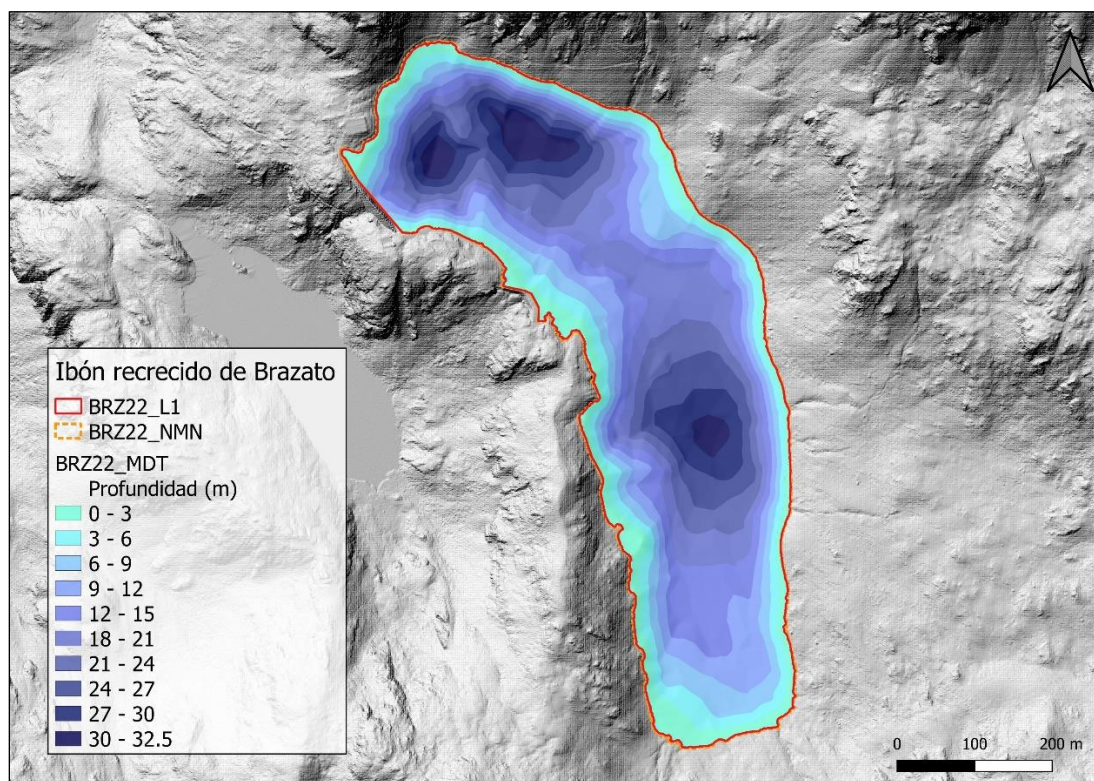 Ibón recrecido de Brazato
BRZ22_L1
BRZ22_NMN
BRZ22_MDT
Profundidad (m)
0 - 3
3 - 6
6 - 9
9 - 12
12 - 15
18 - 21
21 - 24
24 - 27
27 - 30
30 - 32.5
0 100 200 m